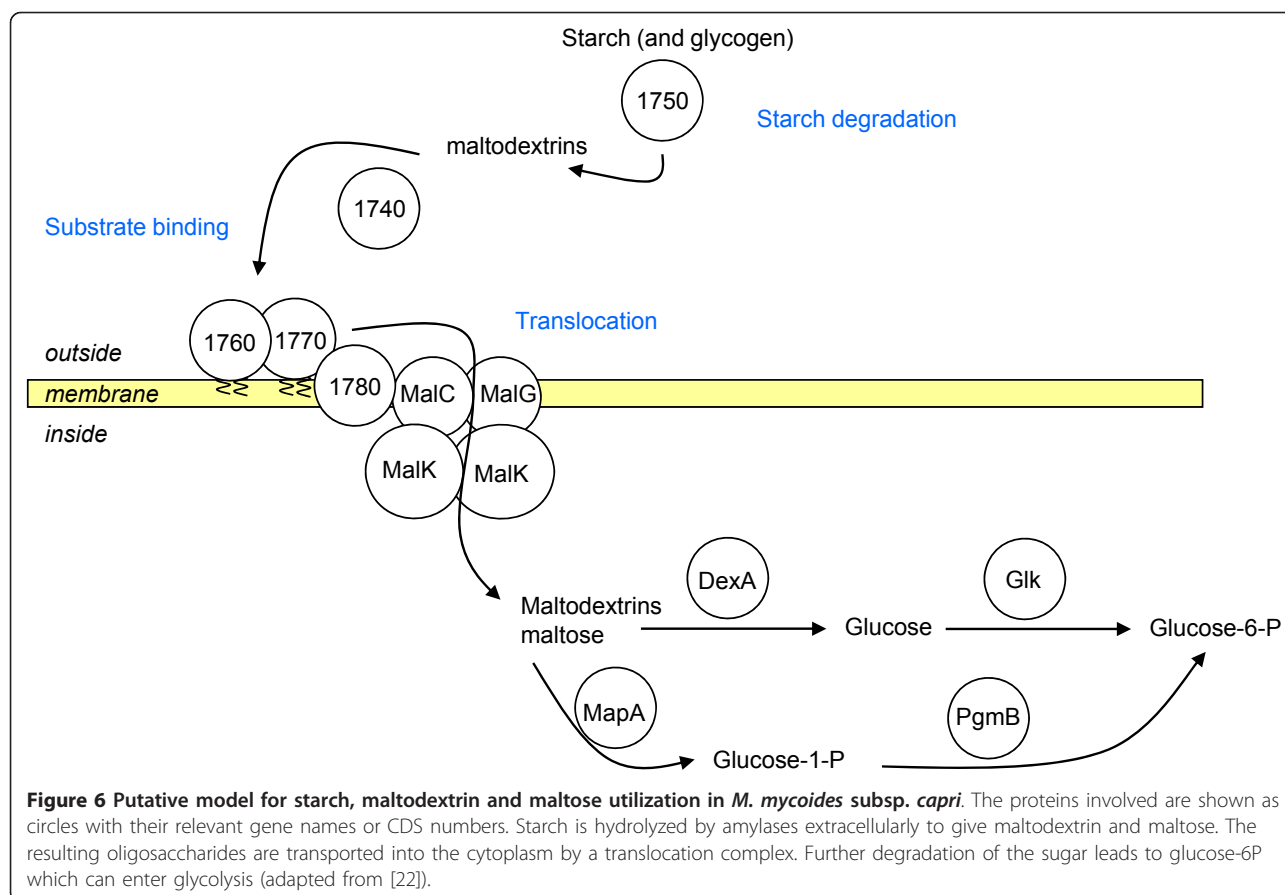 Starch (and glycogen)
1750
Starch degradation
maltodextrins
1740
Substrate binding
Translocation
1760
1770
outside
1780
MalC
MalG
membrane
inside
MalK
MalK
DexA
Glk
Maltodextrins
maltose
Glucose
Glucose-6-P
MapA
PgmB
Glucose-1-P
Figure 6 Putative model for starch, maltodextrin and maltose utilization in M. mycoides subsp. capri. The proteins involved are shown as
circles with their relevant gene names or CDS numbers. Starch is hydrolyzed by amylases extracellularly to give maltodextrin and maltose. The
resulting oligosaccharides are transported into the cytoplasm by a translocation complex. Further degradation of the sugar leads to glucose-6P
which can enter glycolysis (adapted from [22]).